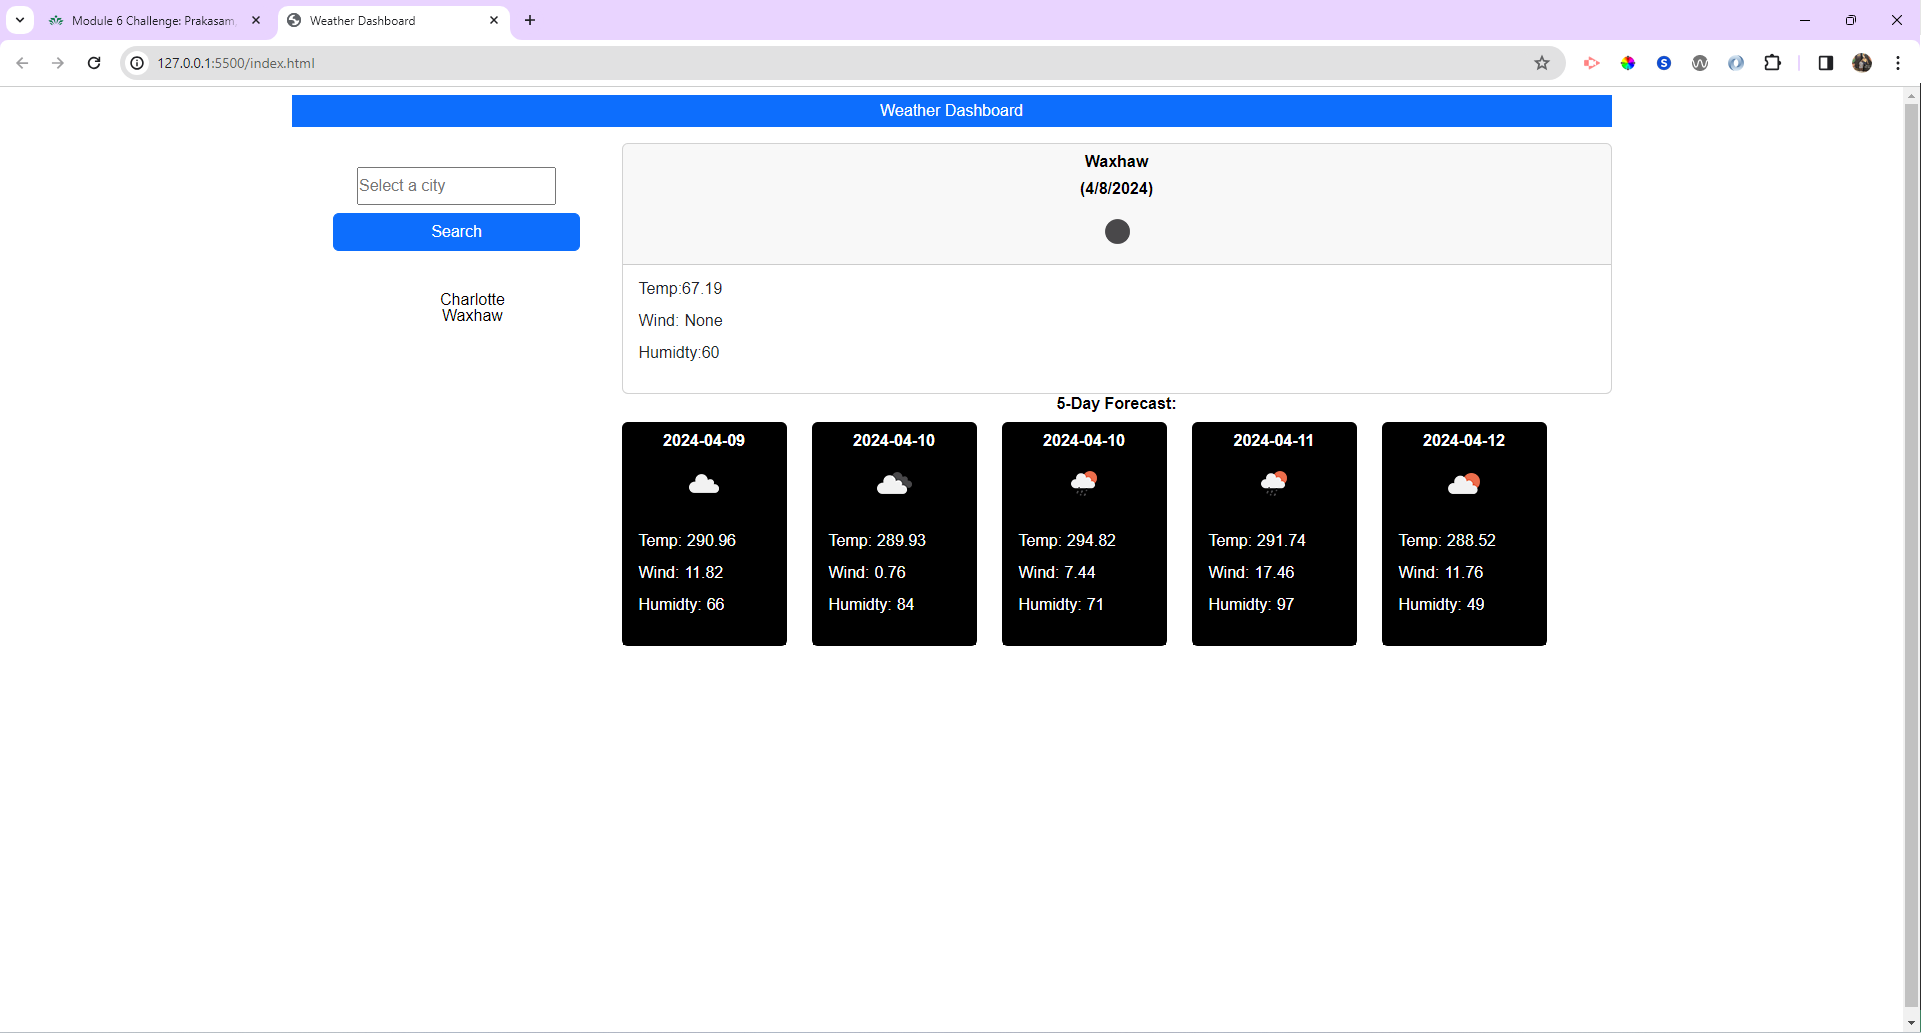 Module 6 Challenge: Prakasam,
Weather Dashboard
127.0.0.1:5500/index.html
Weather Dashboard
Select a city
Search
Charlotte
Waxhaw
Waxhaw
(4/8/2024)
Temp:67.19
Wind: None
Humidty:60
5-Day Forecast:
2024-04-09
Temp: 290.96
Wind: 11.82
Humidty: 66
2024-04-10
Temp: 289.93
Wind: 0.76
Humidty: 84
2024-04-10
Temp: 294.82
Wind: 7.44
Humidty: 71
2024-04-11
Temp: 291.74
Wind: 17.46
Humidty: 97
2024-04-12
Temp: 288.52
Wind: 11.76
Humidty: 49